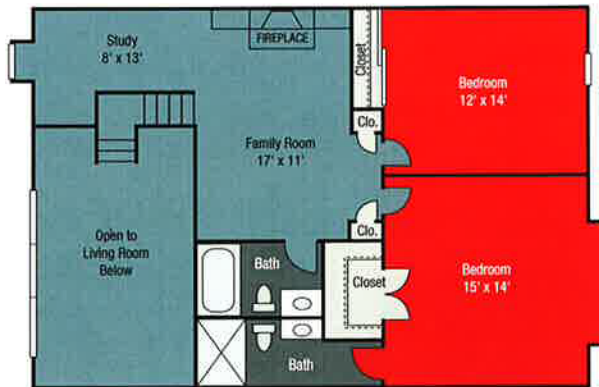 Study
8' x 13'
FIREPLACE
Closet
Bedroom
12' x 14'
Clo.
Family Room
17' x 11'
Open to
Living Room
Below
Clo.
Bath
Closet
Bedroom
15' x 14'
Bath